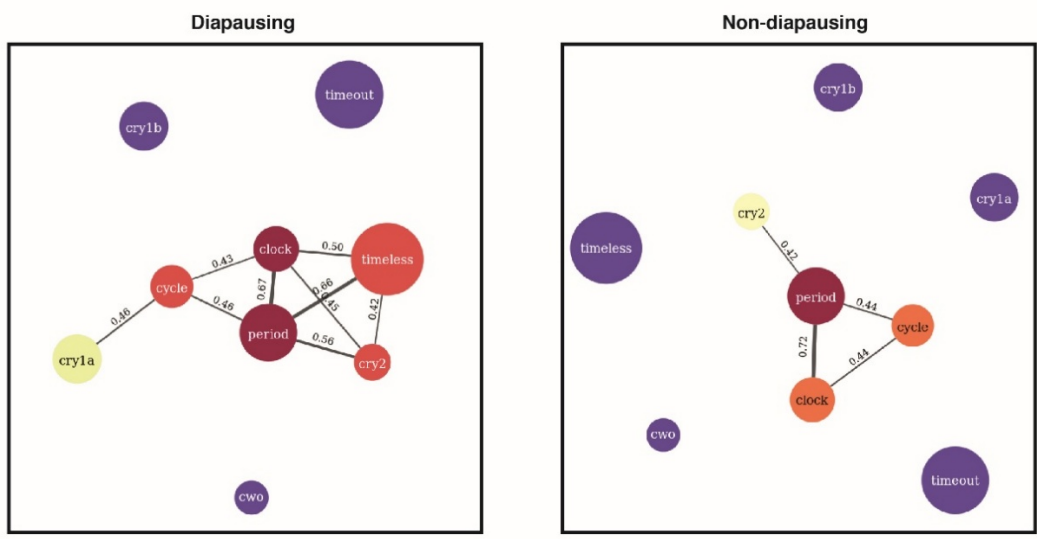 Diapausing
timeout
cry1b
clock
0.50
timeless
0.43
cycle
0.67
0.66
0.45
0.46
0.42
0.46
period
0.56
cry1a
cry2
cwo
Non-diapausing
cry1b
cry1a
cry2
timeless
0.42
period
0.44
cycle
0.72
0.44
clock
cwo
timeout